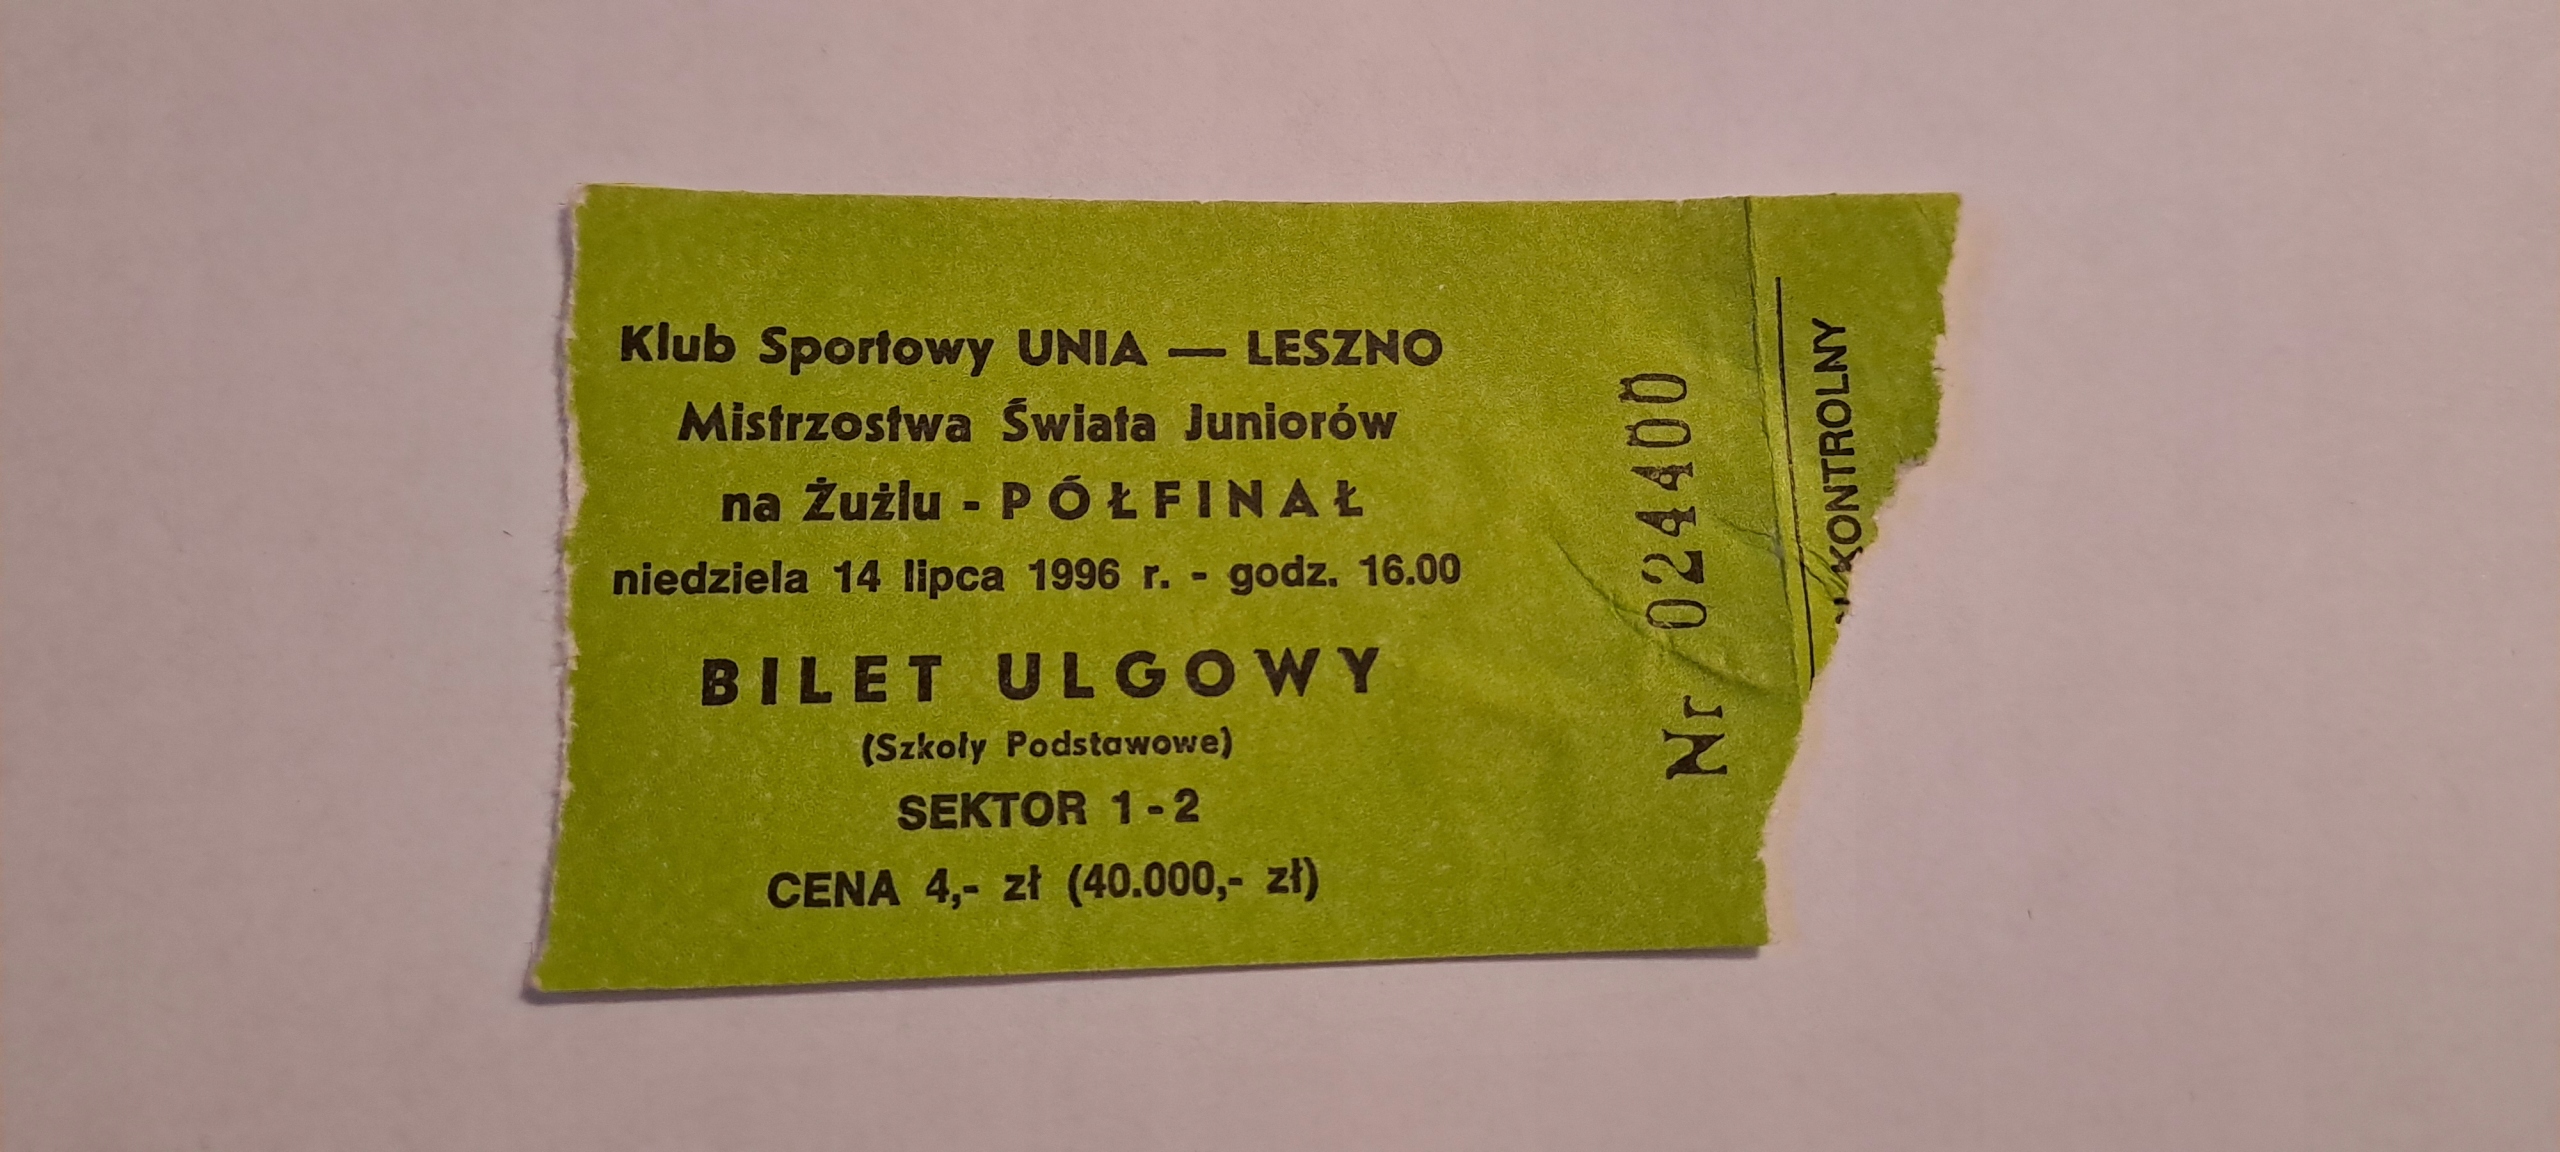 Klub Sportowy UNIA — LESZNO
Mistrzostwa Świata Juniorów
na Żużlu - PÓŁFINAŁ
niedziela 14 lipca 1996 r. - godz. 16.00
BILET ULGOWY
(Szkoły Podstawowe)
SEKTOR 1 - 2
CENA 4,- zł (40.000,- zł)
Nr 024400
KONTROLNY